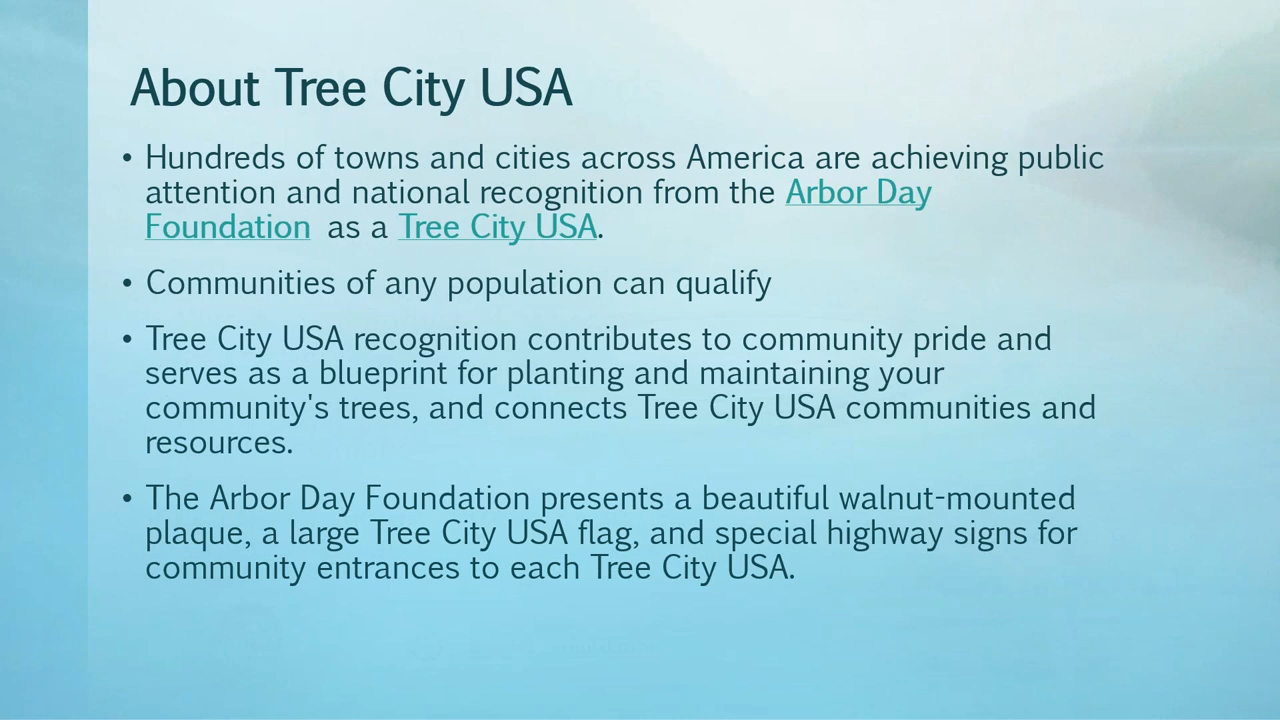 About Tree City USA
• Hundreds of towns and cities across America are achieving public
attention and national recognition from the Arbor Day
Foundation  as a Tree City USA.
• Communities of any population can qualify
• Tree City USA recognition contributes to community pride and
serves as a blueprint for planting and maintaining your
community's trees, and connects Tree City USA communities and
resources.
• The Arbor Day Foundation presents a beautiful walnut-mounted
plaque, a large Tree City USA flag, and special highway signs for
community entrances to each Tree City USA.